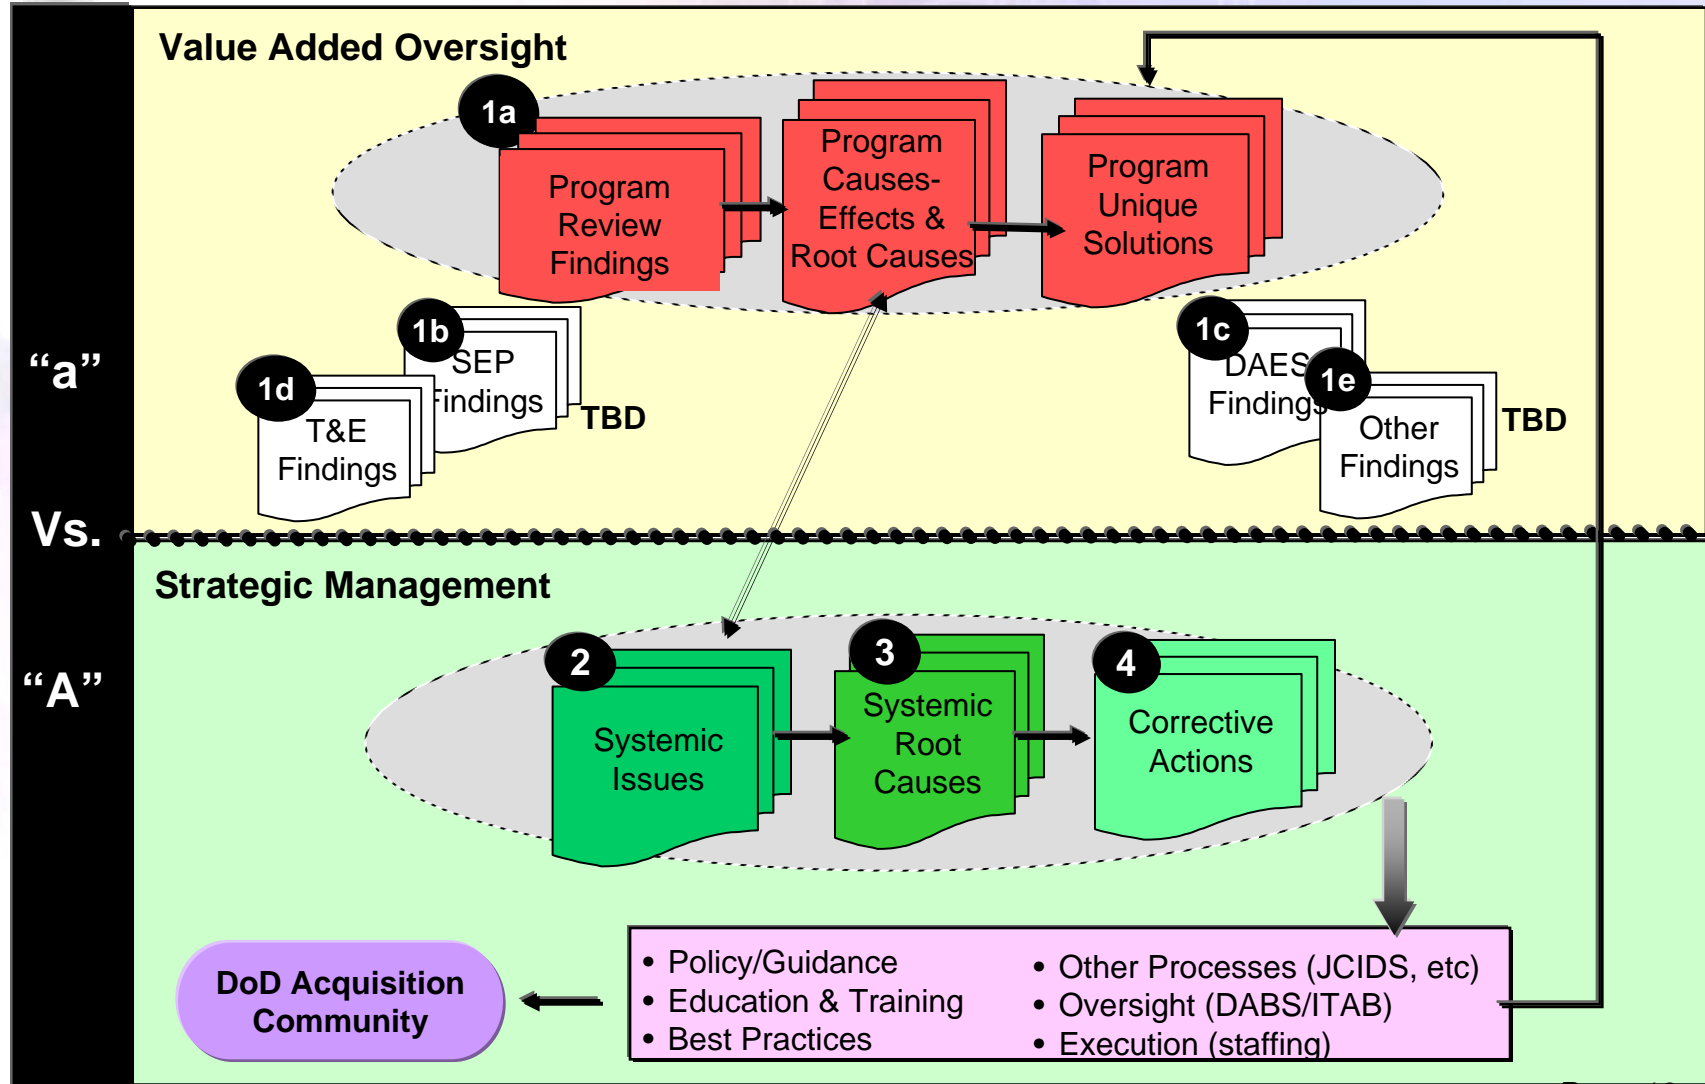 Value Added Oversight
1a
Program
Review
Findings
Program
Causes-
Effects &
Root Causes
Program
Unique
Solutions
1b
SEP
Findings
TBD
1d
T&E
Findings
1c
DAES
Findings
1e
Other
Findings
TBD
“a”
Vs.
“A”
Strategic Management
2
Systemic
Issues
3
Systemic
Root
Causes
4
Corrective
Actions
DoD Acquisition
Community
• Policy/Guidance
• Education & Training
• Best Practices
• Other Processes (JCIDS, etc)
• Oversight (DABS/ITAB)
• Execution (staffing)